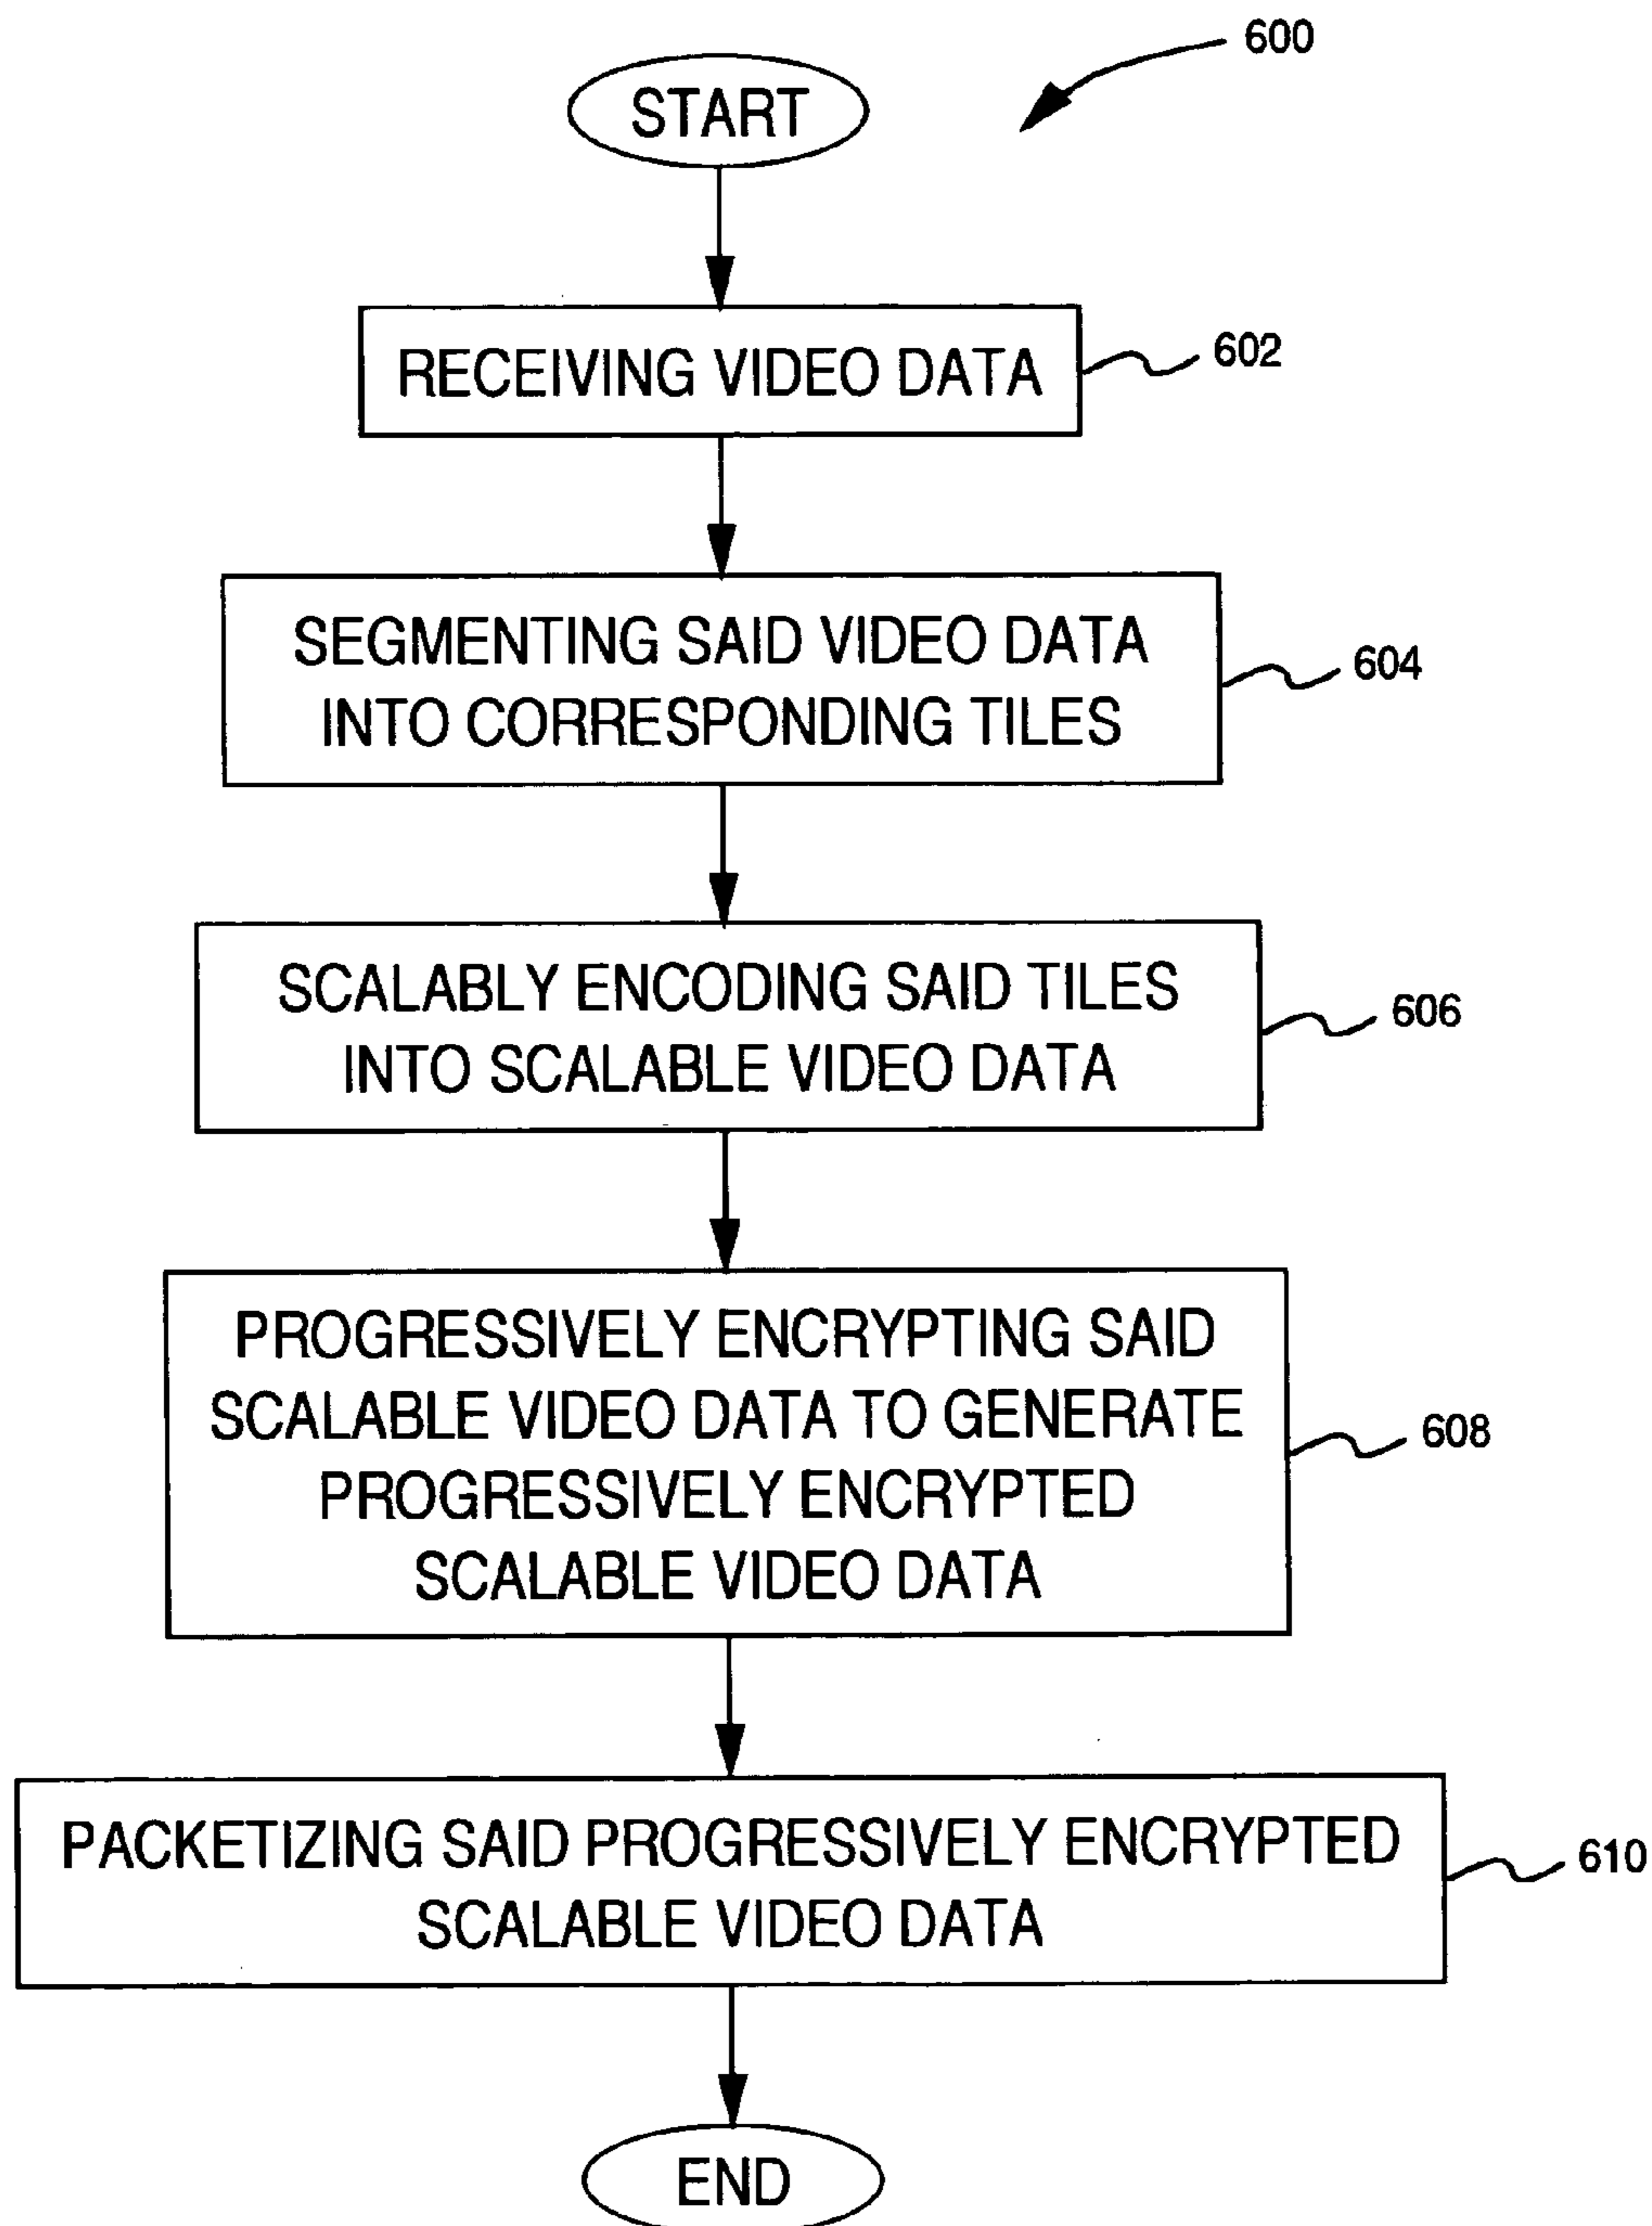 600
START
RECEIVING VIDEO DATA
602
SEGMENTING SAID VIDEO DATA
INTO CORRESPONDING TILES
604
SCALABLY ENCODING SAID TILES
INTO SCALABLE VIDEO DATA
606
PROGRESSIVELY ENCRYPTING SAID
SCALABLE VIDEO DATA TO GENERATE
PROGRESSIVELY ENCRYPTED
SCALABLE VIDEO DATA
608
PACKETIZING SAID PROGRESSIVELY ENCRYPTED
SCALABLE VIDEO DATA
610
END